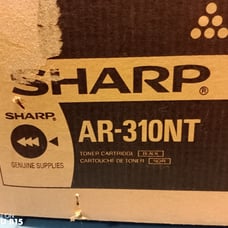 SHARP®
SHARP
AR-310NT
TONER CARTRIDGE BLACK
CARTOUCHE DE TONER NOIR
GENUINE SUPPLIES